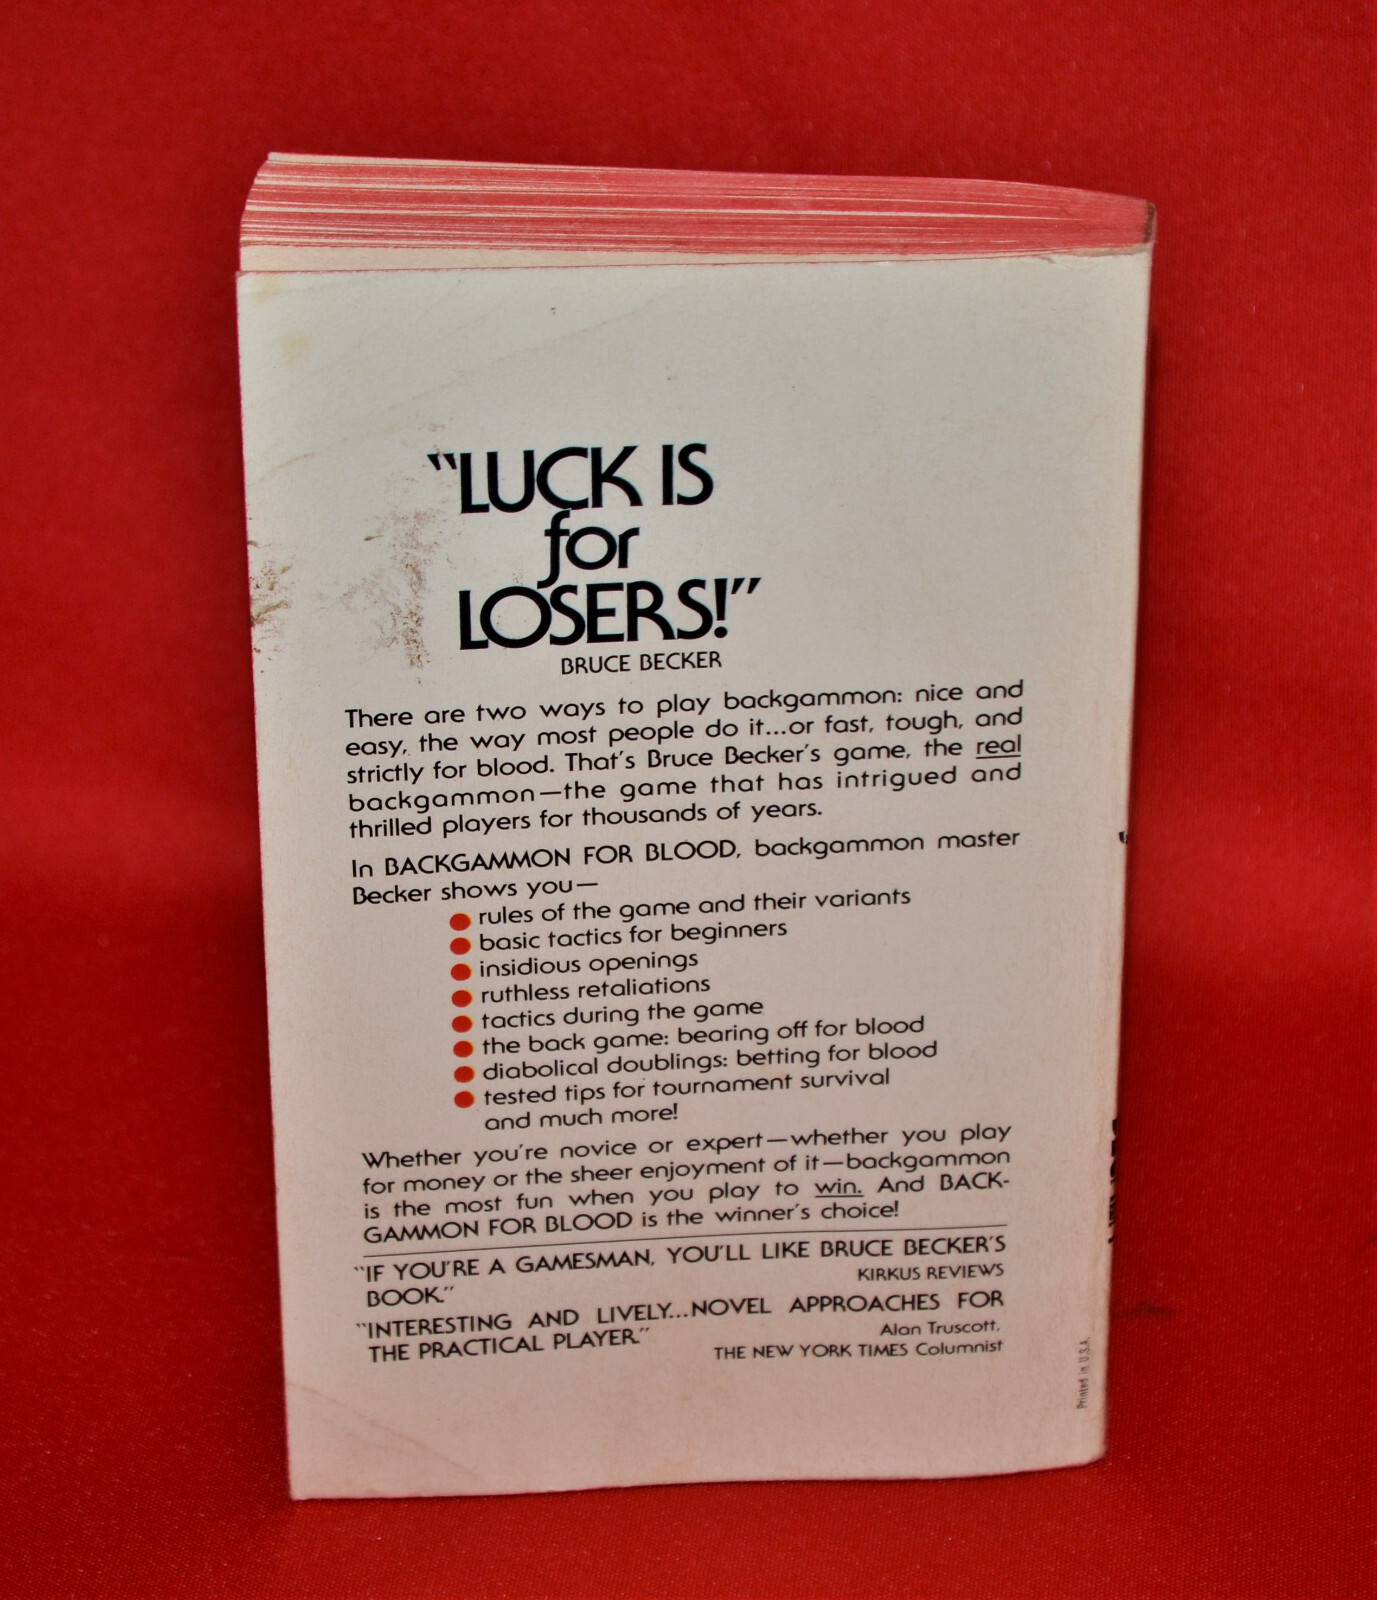 "LUCK IS
for
LOSERS!"
BRUCE BECKER
There are two ways to play backgammon: nice and
easy, the way most people do it...or fast, tough, and
strictly for blood. That's Bruce Becker's game, the real
backgammon—the game that has intrigued and
thrilled players for thousands of years.
In BACKGAMMON FOR BLOOD, backgammon master
Becker shows you—
● rules of the game and their variants
● basic tactics for beginners
● insidious openings
● ruthless retaliations
● tactics during the game
● the back game: bearing off for blood
● diabolical doublings: betting for blood
● tested tips for tournament survival
and much more!
Whether you're novice or expert—whether you play
for money or the sheer enjoyment of it—backgammon
is the most fun when you play to win. And BACK-
GAMMON FOR BLOOD is the winner's choice!
"IF YOU'RE A GAMESMAN, YOU'LL LIKE BRUCE BECKER'S
BOOK."
KIRKUS REVIEWS
"INTERESTING AND LIVELY...NOVEL APPROACHES FOR
THE PRACTICAL PLAYER."
Alan Truscott,
THE NEW YORK TIMES Columnist
Printed in U.S.A.